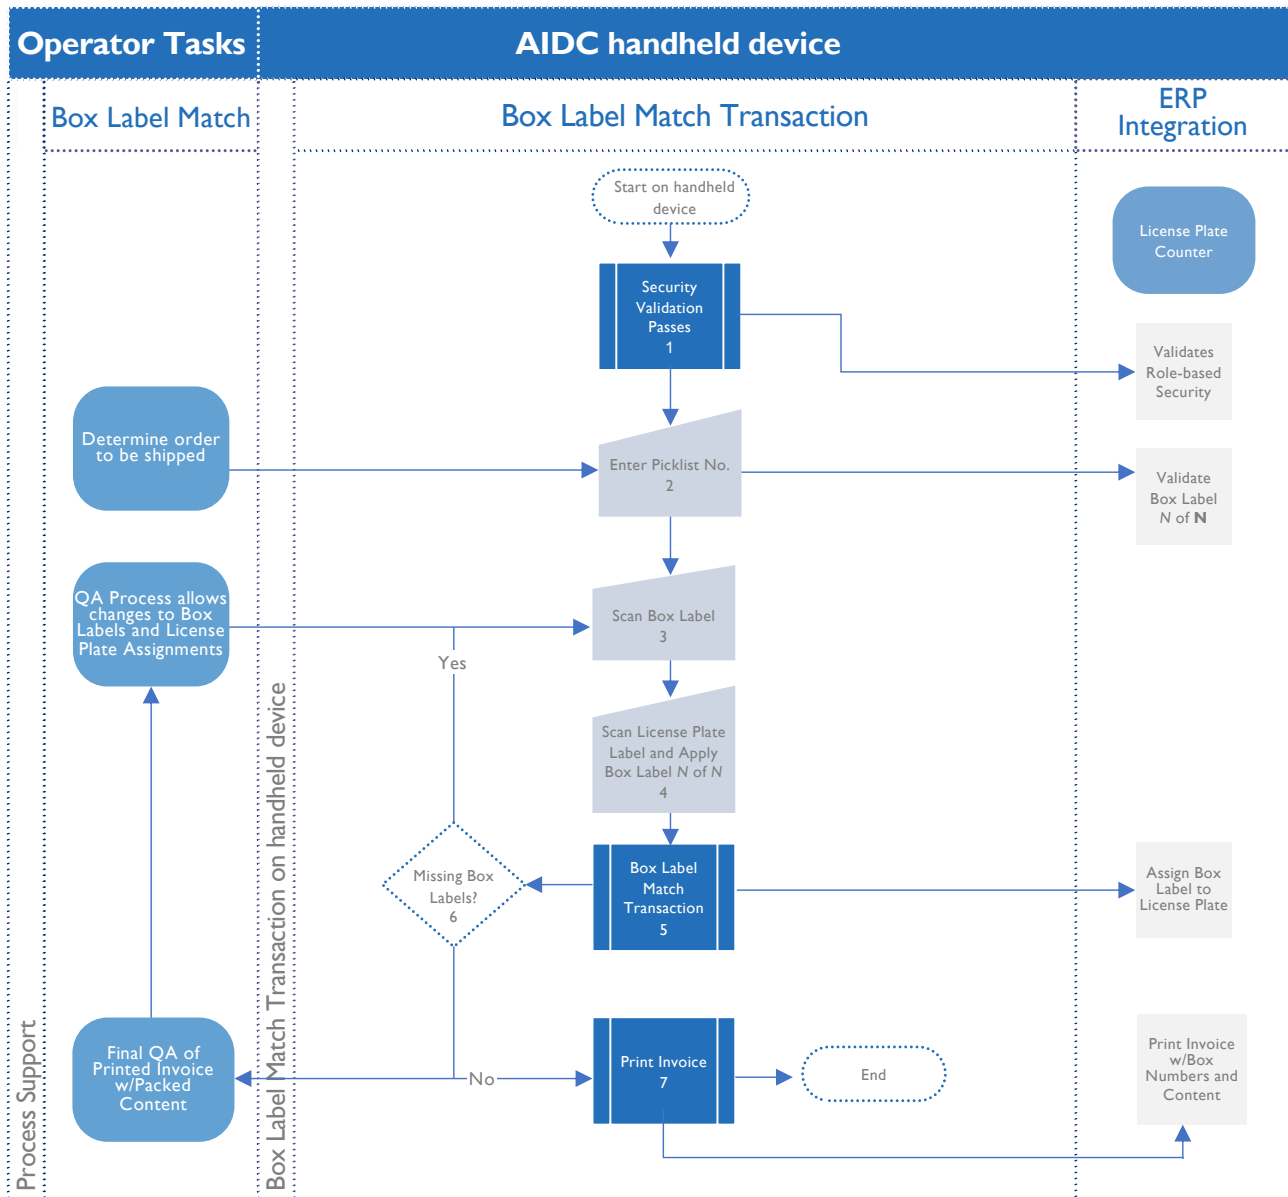 Operator Tasks
AIDC handheld device
Box Label Match
Box Label Match Transaction
ERP
Integration
Start on handheld
device
License Plate
Counter
Security
Validation
Passes
1
Validates
Role-based
Security
Determine order
to be shipped
Enter Picklist No.
2
Validate
Box Label
N of N
QA Process allows
changes to Box
Labels and License
Plate Assignments
Scan Box Label
3
Yes
Scan License Plate
Label and Apply
Box Label N of N
4
Missing Box
Labels?
6
Box Label
Match
Transaction
5
Assign Box
Label to
License Plate
Final QA of
Printed Invoice
w/Packed
Content
No
Print Invoice
7
End
Print Invoice
w/Box
Numbers and
Content
Process Support
Box Label Match Transaction on handheld device